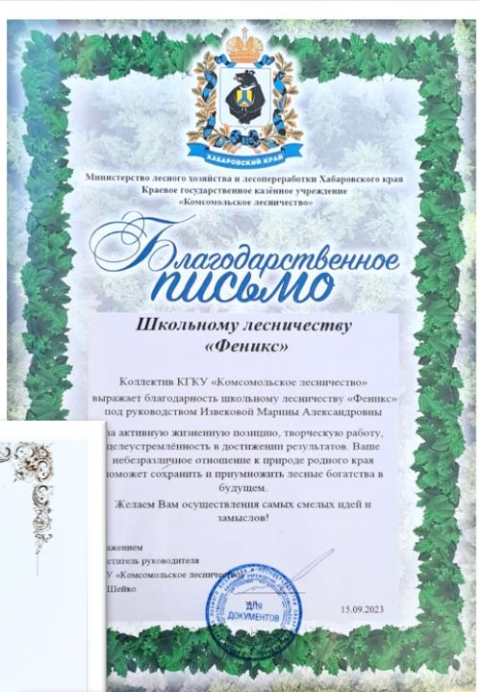 ХАБАРОВСКИЙ КРАЙ
Министерство лесного хозяйства и лесопереработки Хабаровского края
Краевое государственное казённое учреждение
«Комсомольское лесничество»
Благодарственное
письмо
Школьному лесничеству
«Феникс»
Коллектив КГКУ «Комсомольское лесничество»
выражает благодарность школьному лесничеству «Феникс»
под руководством Извековой Марины Александровны
за активную жизненную позицию, творческую работу,
целеустремлённость в достижении результатов. Ваше
небезразличное отношение к природе родного края
поможет сохранить и приумножить лесные богатства в
будущем.
Желаем Вам осуществления самых смелых идей и
замыслов!
ажением
ститель руководителя
У «Комсомольское лесничество»
Шейко
ДЛЯ
ДОКУМЕНТОВ
15.09.2023